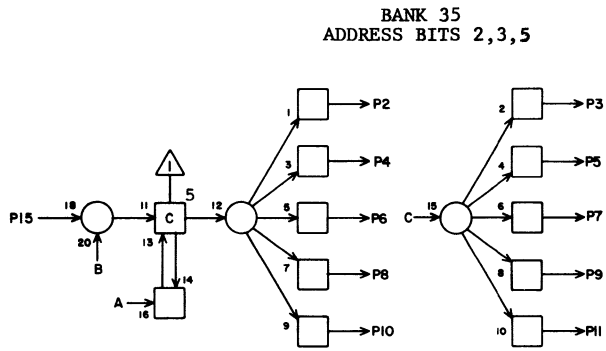 BANK 35
ADDRESS BITS 2,3,5
1 P2 2 P3
3 P4 4 P5
1 5
P15 18 11 C 12 5 P6 C 15 6 P7
20 13
B 14 7 P8 8 P9
A 16
9 P10 10 P11